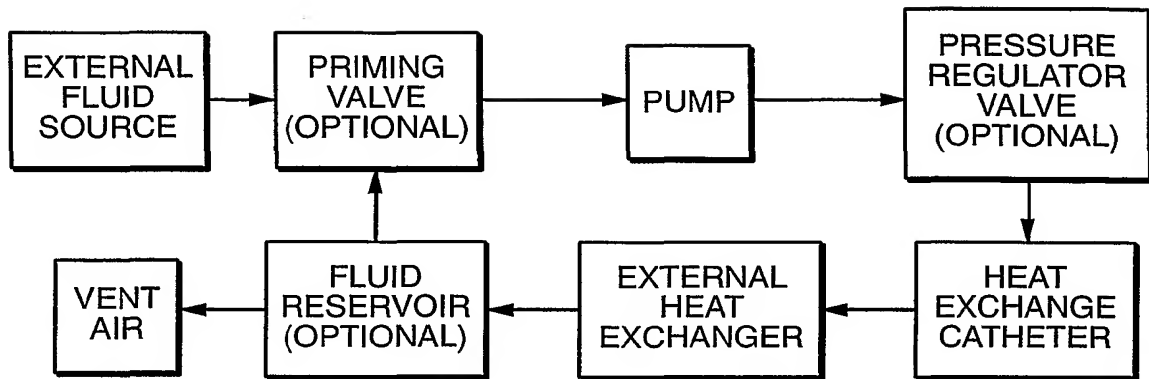 EXTERNAL
FLUID
SOURCE
PRIMING
VALVE
(OPTIONAL)
PUMP
PRESSURE
REGULATOR
VALVE
(OPTIONAL)
VENT
AIR
FLUID
RESERVOIR
(OPTIONAL)
EXTERNAL
HEAT
EXCHANGER
HEAT
EXCHANGE
CATHETER